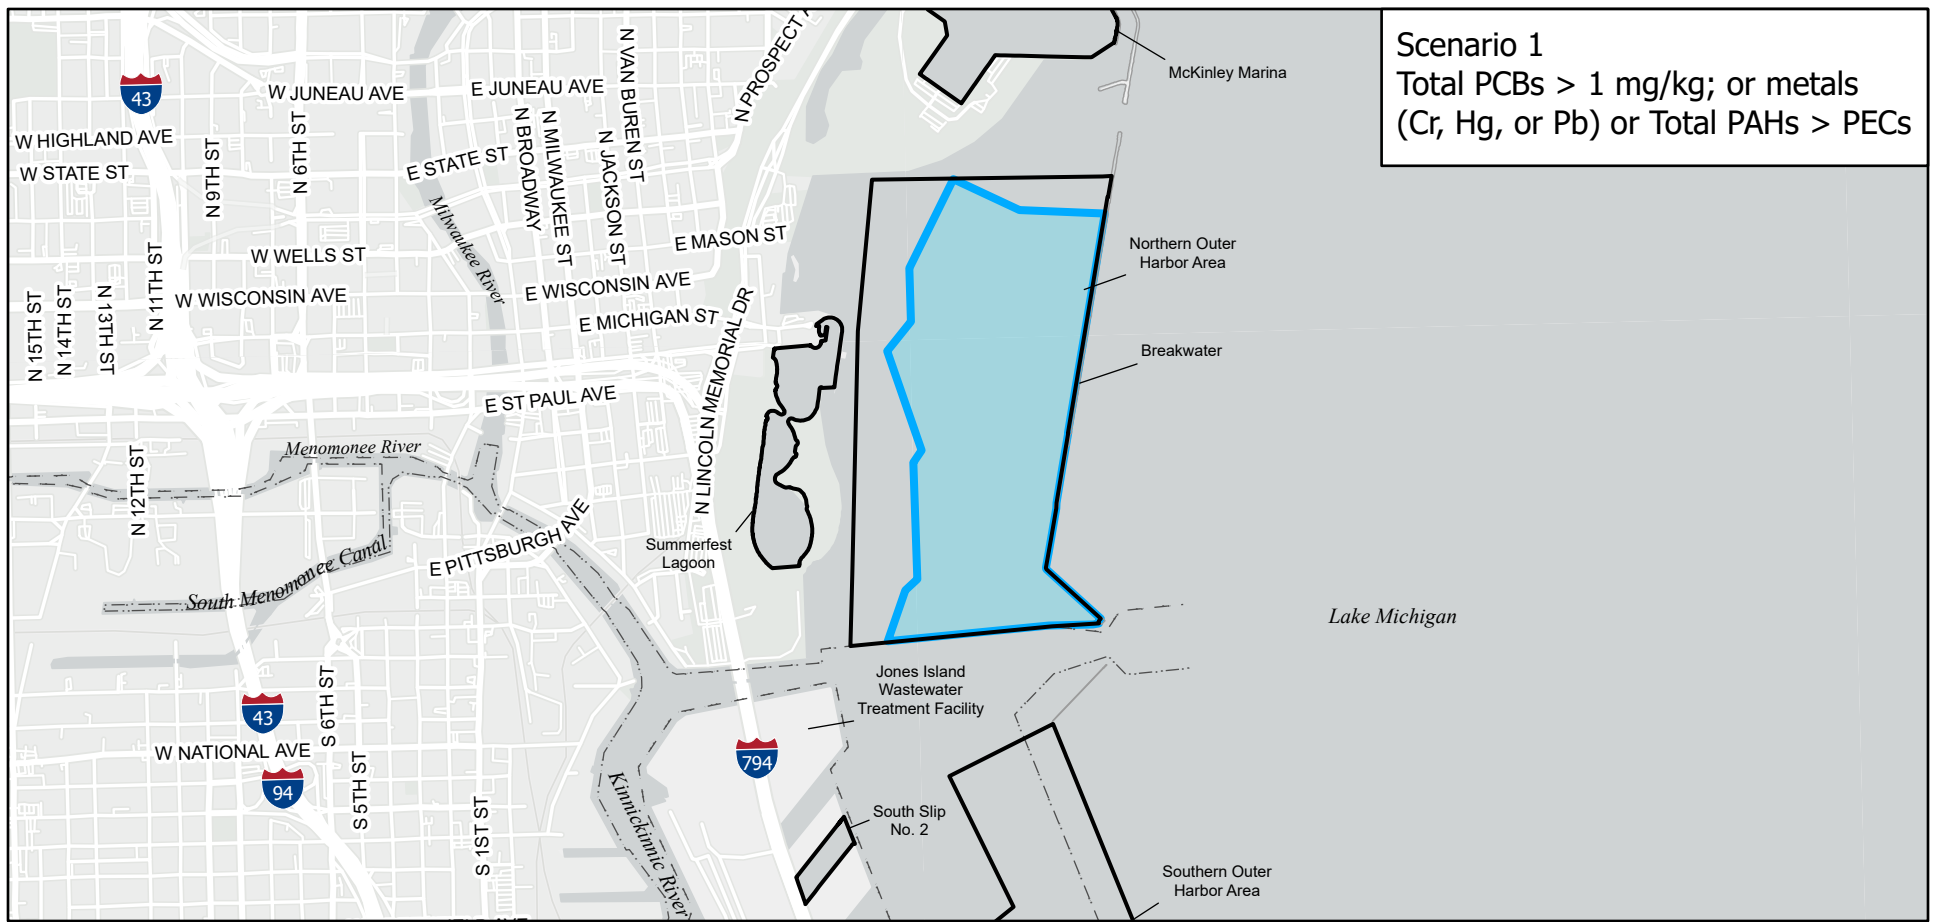 Scenario 1
Total PCBs > 1 mg/kg; or metals
(Cr, Hg, or Pb) or Total PAHs > PECs
McKinley Marina
43
W JUNEAU AVE
E JUNEAU AVE
N VAN BUREN ST
N PROSPECT
W HIGHLAND AVE
N 6TH ST
N BROADWAY
N MILWAUKEE ST
N JACKSON ST
W STATE ST
N 9TH ST
E STATE ST
Milwaukee River
E MASON ST
Northern Outer
Harbor Area
W WELLS ST
N 11TH ST
E WISCONSIN AVE
W WISCONSIN AVE
N 15TH ST
N 14TH ST
N 13TH ST
E MICHIGAN ST
N LINCOLN MEMORIAL DR
Breakwater
E ST PAUL AVE
Menomonee River
N 12TH ST
E PITTSBURGH AVE
Summerfest
Lagoon
South Menomonee Canal
Lake Michigan
Jones Island
Wastewater
Treatment Facility
43
S 6TH ST
W NATIONAL AVE
794
94
S 5TH ST
S 1ST ST
Kinnickinnic River
South Slip
No. 2
Southern Outer
Harbor Area